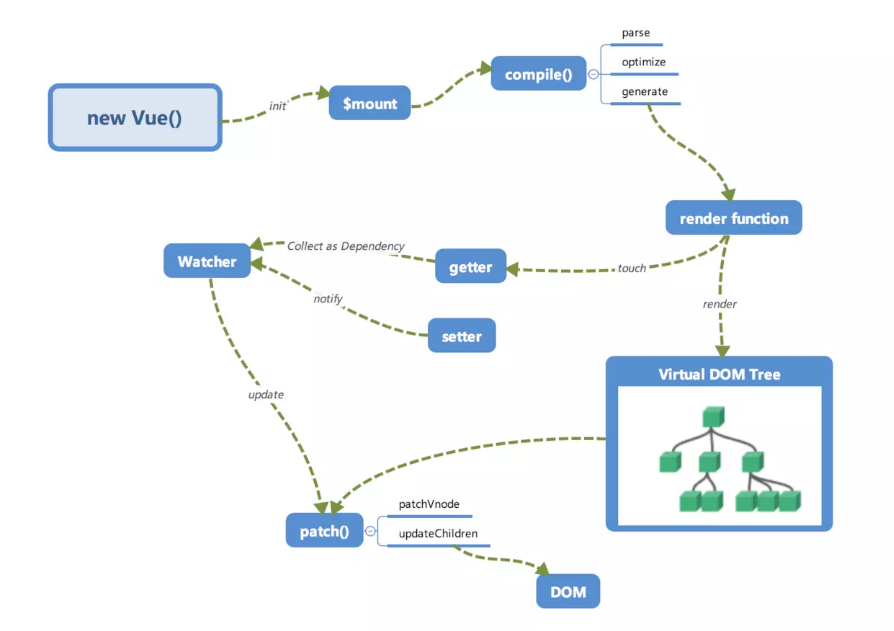 new Vue()
init
$mount
compile()
parse
optimize
generate
render function
touch
render
getter
Collect as Dependency
Watcher
notify
setter
update
Virtual DOM Tree
patch()
patchVnode
updateChildren
DOM